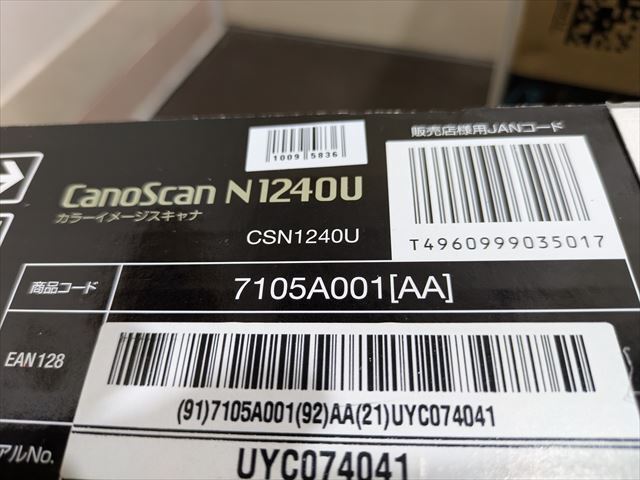 1009 5836
販売店様用JANコード
CanoScan N1240U
カラーイメージスキャナ
CSN1240U
T4960999035017
商品コード
7105A001[AA]
EAN128
(91)7105A001(92)AA(21)UYC074041
アルNo.
UYC074041